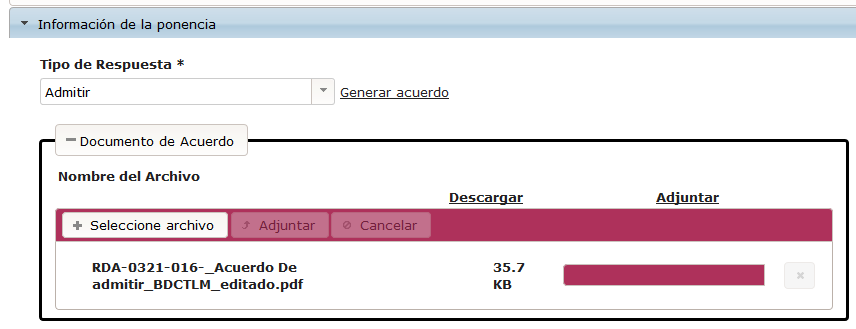 Información de la ponencia
Tipo de Respuesta *
Admitir Generar acuerdo
Documento de Acuerdo
Nombre del Archivo
Descargar Adjuntar
Seleccione archivo Adjuntar Cancelar
RDA-0321-016-_Acuerdo De 35.7
admitir_BDCTLM_editado.pdf KB